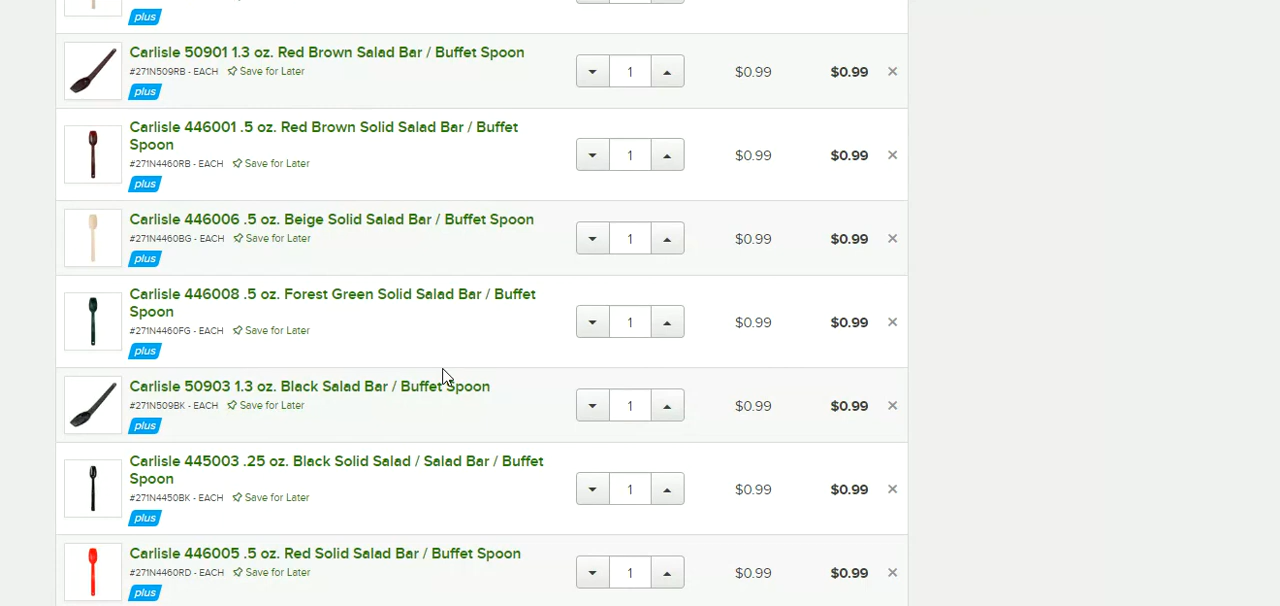 plus
Carlisle 50901 1.3 oz. Red Brown Salad Bar / Buffet Spoon
#271N509RB - EACH Save for Later
plus
1 $0.99 $0.99 ×
Carlisle 446001 .5 oz. Red Brown Solid Salad Bar / Buffet
Spoon
#271N4460RB - EACH Save for Later
plus
1 $0.99 $0.99 ×
Carlisle 446006 .5 oz. Beige Solid Salad Bar / Buffet Spoon
#271N4460BG - EACH Save for Later
plus
1 $0.99 $0.99 ×
Carlisle 446008 .5 oz. Forest Green Solid Salad Bar / Buffet
Spoon
#271N4460FG - EACH Save for Later
plus
1 $0.99 $0.99 ×
Carlisle 50903 1.3 oz. Black Salad Bar / Buffet Spoon
#271N509BK - EACH Save for Later
plus
1 $0.99 $0.99 ×
Carlisle 445003 .25 oz. Black Solid Salad / Salad Bar / Buffet
Spoon
#271N4450BK - EACH Save for Later
plus
1 $0.99 $0.99 ×
Carlisle 446005 .5 oz. Red Solid Salad Bar / Buffet Spoon
#271N4460RD - EACH Save for Later
plus
1 $0.99 $0.99 ×